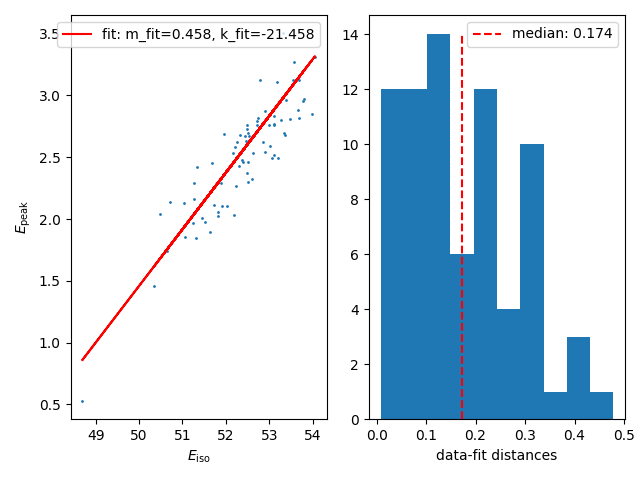 fit: m_fit=0.458, k_fit=-21.458
3.5
3.0
2.5
2.0
1.5
1.0
0.5
E_peak
49 50 51 52 53 54
E_iso
median: 0.174
14
12
10
8
6
4
2
0
0.0 0.1 0.2 0.3 0.4 0.5
data-fit distances